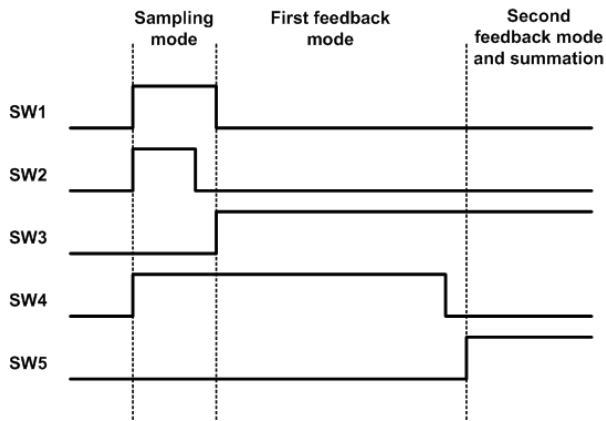 Sampling
mode
First feedback
mode
Second
feedback mode
and summation
SW1
SW2
SW3
SW4
SW5